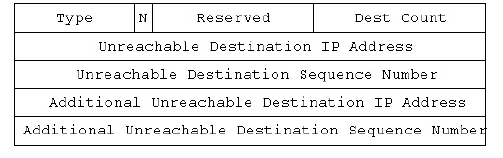 Type N Reserved Dest Count
Unreachable Destination IP Address
Unreachable Destination Sequence Number
Additional Unreachable Destination IP Address
Additional Unreachable Destination Sequence Number